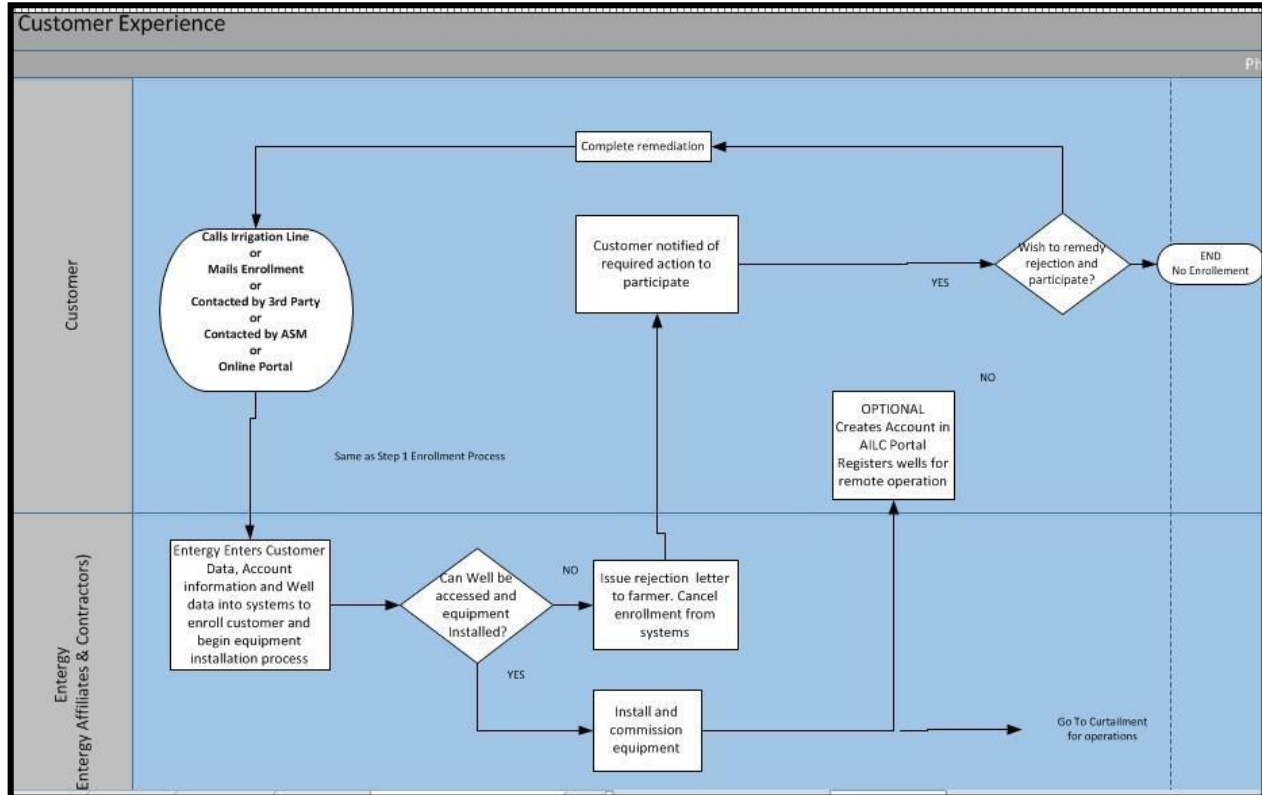 Customer Experience
Ph
Customer
Complete remediation
Calls Irrigation Line
or
Mails Enrollment
or
Contacted by 3rd Party
or
Contacted by ASM
or
Online Portal
Customer notified of
required action to
participate
YES
Wish to remedy
rejection and
participate?
END
No Enrollement
NO
OPTIONAL
Creates Account in
AILC Portal
Registers wells for
remote operation
Same as Step 1 Enrollment Process
Entergy
Entergy Affiliates & Contractors)
Entergy Enters Customer
Data, Account
information and Well
data into systems to
enroll customer and
begin equipment
installation process
Can Well be
accessed and
equipment
Installed?
NO
Issue rejection letter
to farmer. Cancel
enrollment from
systems
YES
Install and
commission
equipment
Go To Curtailment
for operations